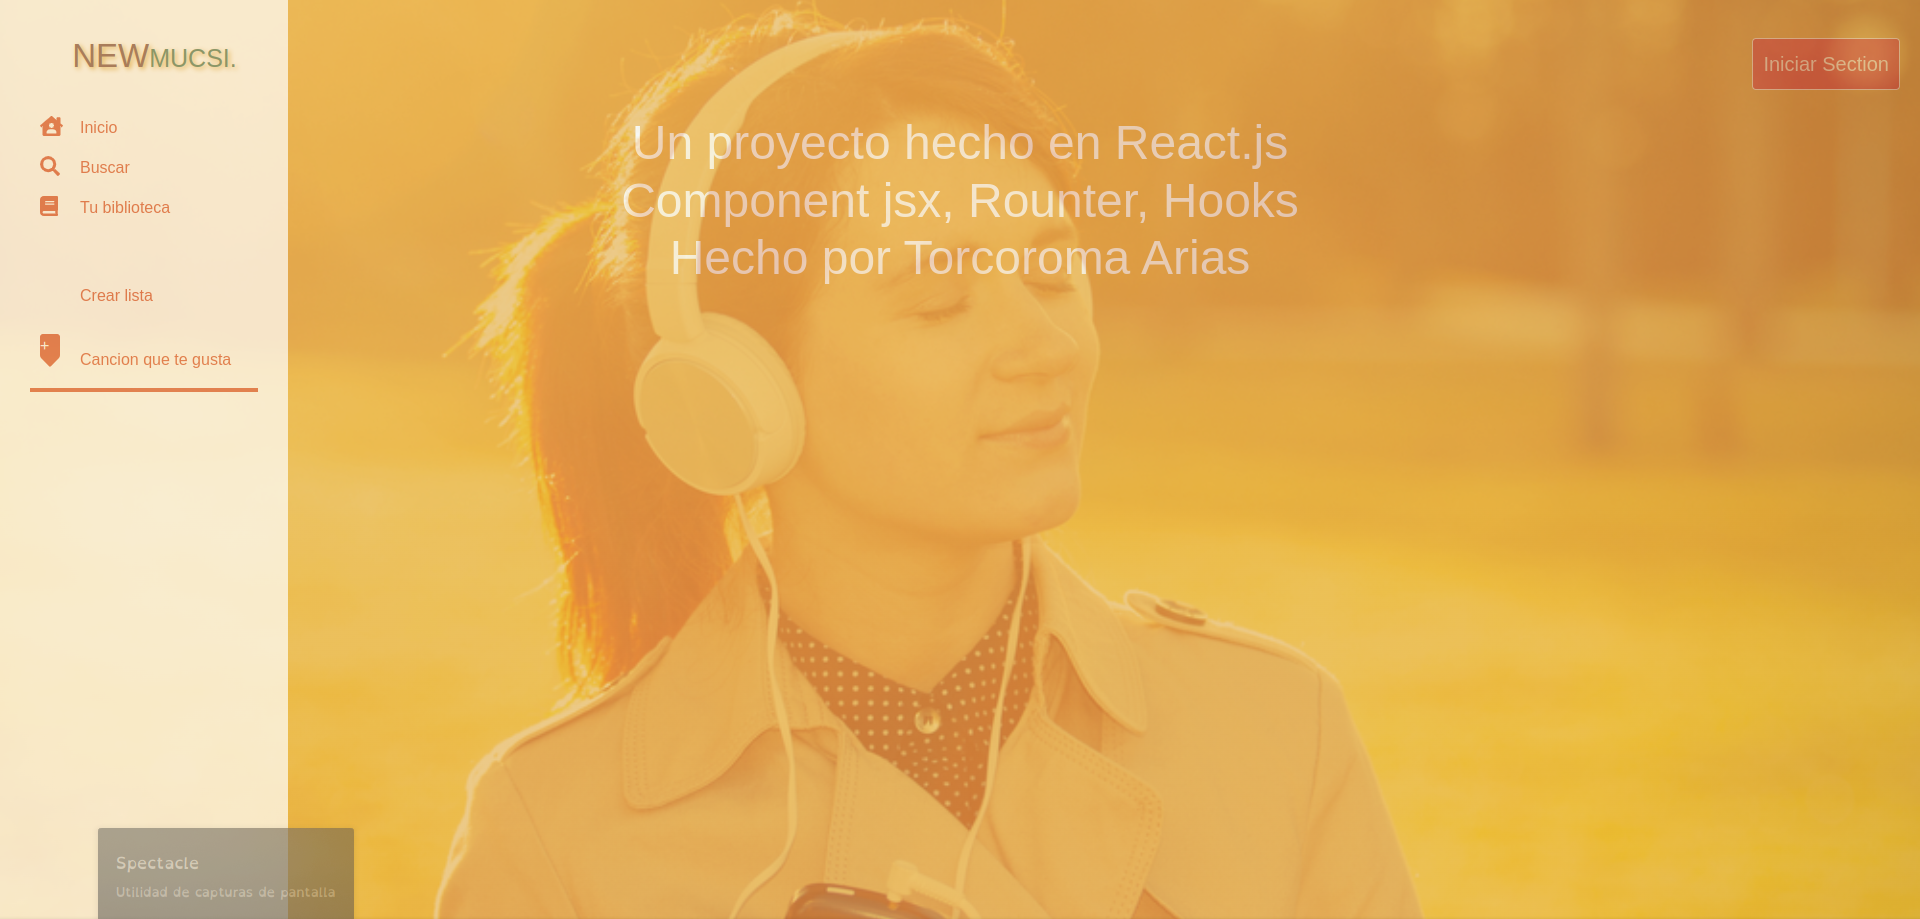 NEWMUCSI.
Inicio
Buscar
Tu biblioteca
Crear lista
+
Cancion que te gusta
Iniciar Section
Un proyecto hecho en React.js
Component jsx, Rounter, Hooks
Hecho por Torcoroma Arias
Spectacle
Utilidad de capturas de pantalla